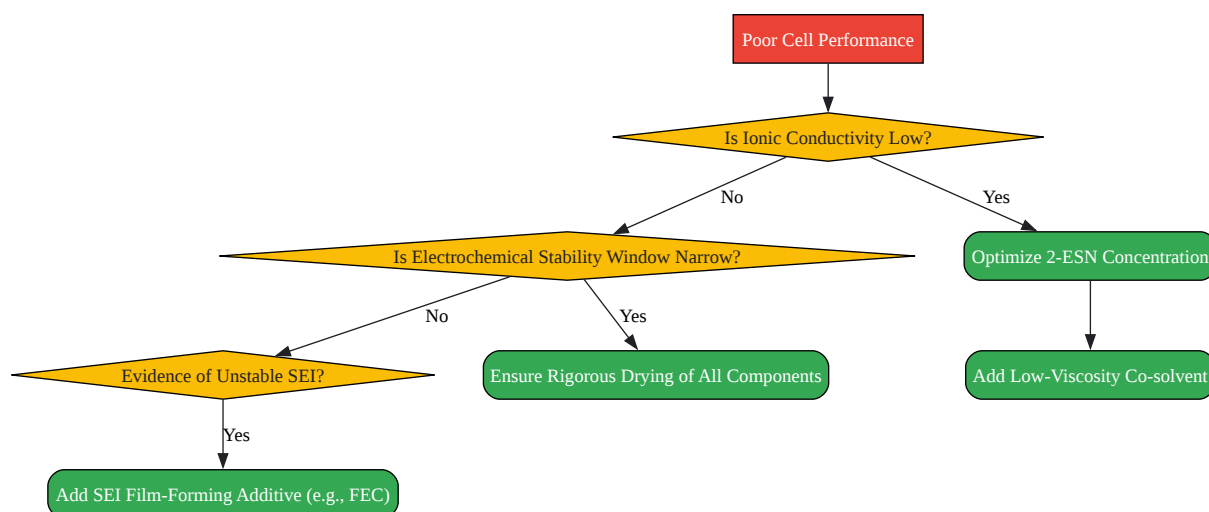 Poor Cell Performance
Is Ionic Conductivity Low?
No
Yes
Is Electrochemical Stability Window Narrow?
Optimize 2-ESN Concentration
No
Yes
Evidence of Unstable SEI?
Ensure Rigorous Drying of All Components
Add Low-Viscosity Co-solvent
Yes
Add SEI Film-Forming Additive (e.g., FEC)